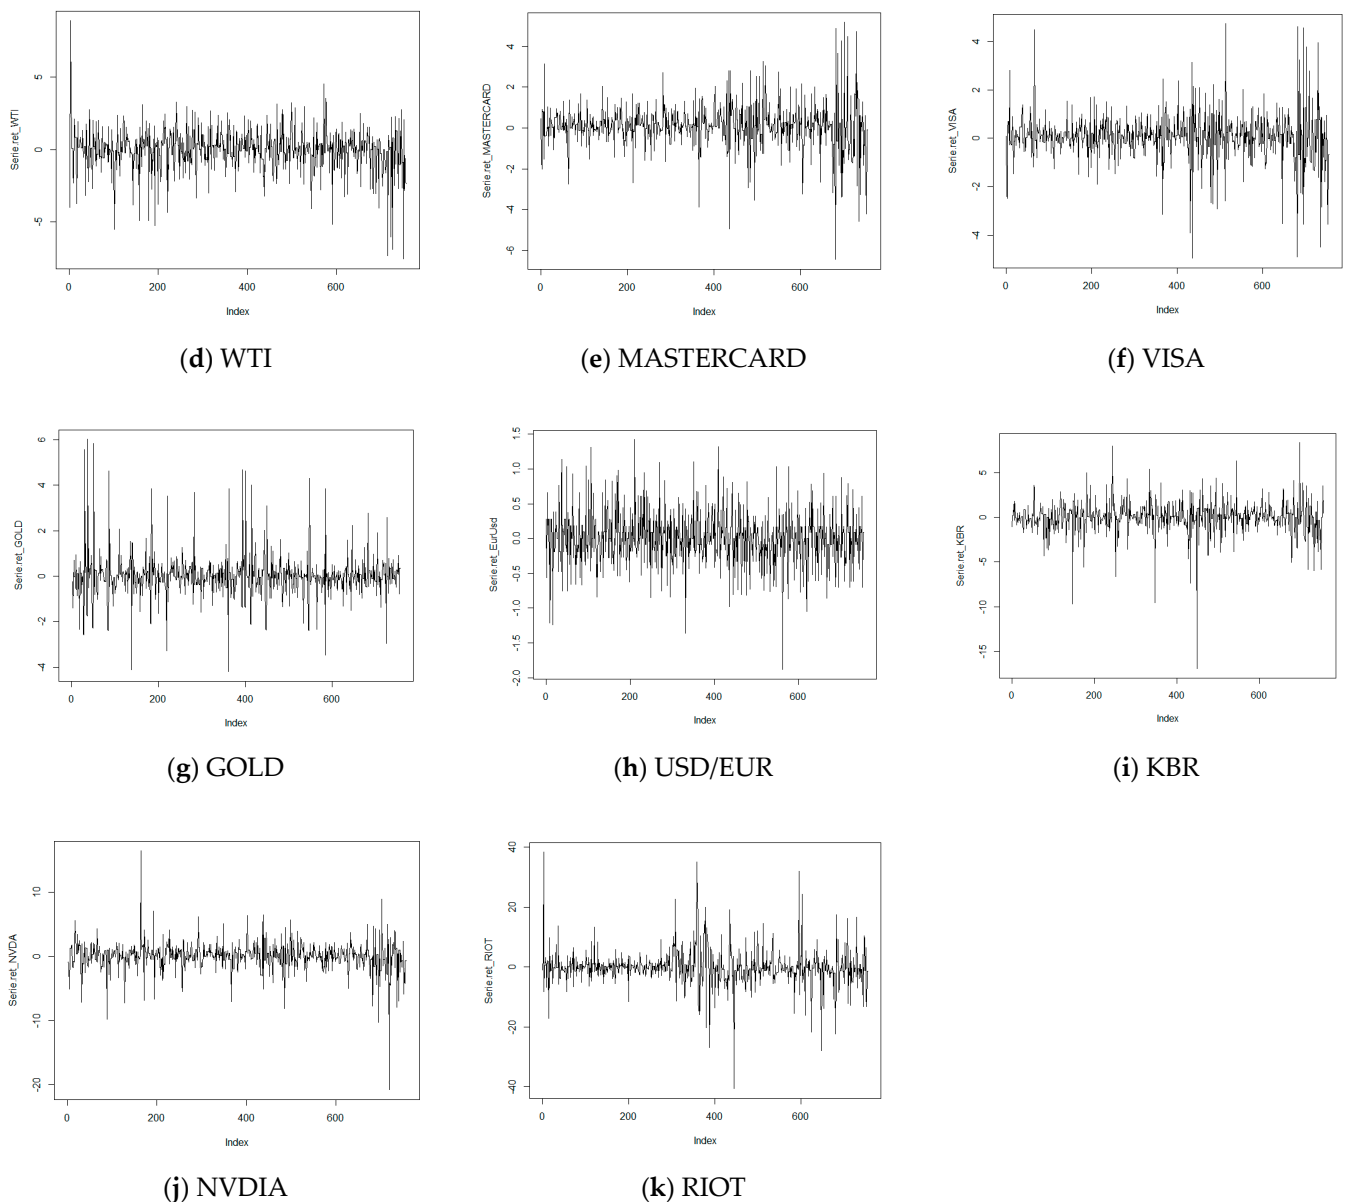 5
0
-5
Serie.ret_WTI
0 200 400 600
Index
(d) WTI
4
2
0
-2
-4
-6
Serie.ret_MASTERCARD
0 200 400 600
Index
(e) MASTERCARD
4
2
0
-2
-4
Serie.ret_VISA
0 200 400 600
Index
(f) VISA
6
4
2
0
-2
-4
Serie.ret_GOLD
0 200 400 600
Index
(g) GOLD
1.5
1.0
0.5
0.0
-0.5
-1.0
-1.5
-2.0
Serie.ret_EurUsd
0 200 400 600
Index
(h) USD/EUR
5
0
-5
-10
-15
Serie.ret_KBR
0 200 400 600
Index
(i) KBR
10
0
-10
-20
Serie.ret_NVDA
0 200 400 600
Index
(j) NVDIA
40
20
0
-20
-40
Serie.ret_RIOT
0 200 400 600
Index
(k) RIOT